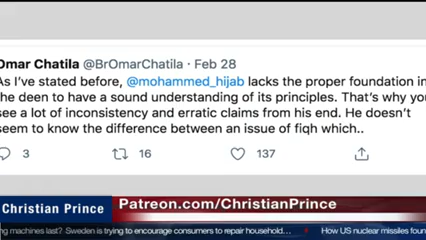 Omar Chatila @BrOmarChatila · Feb 28
As I've stated before, @mohammed_hijab lacks the proper foundation in
the deen to have a sound understanding of its principles. That's why you
see a lot of inconsistency and erratic claims from his end. He doesn't
seem to know the difference between an issue of fiqh which..
3 16 137
Christian Prince
Patreon.com/ChristianPrince
ng machines last? Sweden is trying to encourage consumers to repair household... How US nuclear missiles foun